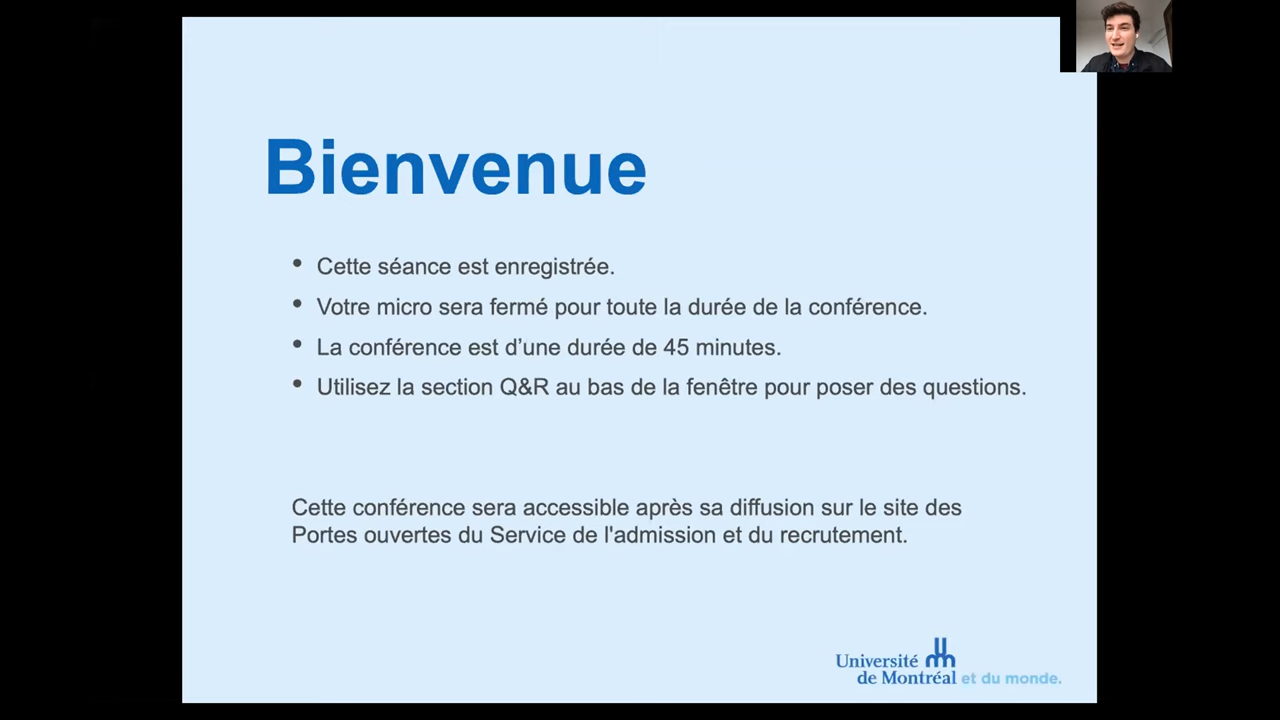 Bienvenue
• Cette séance est enregistrée.
• Votre micro sera fermé pour toute la durée de la conférence.
• La conférence est d’une durée de 45 minutes.
• Utilisez la section Q&R au bas de la fenêtre pour poser des questions.
Cette conférence sera accessible après sa diffusion sur le site des
Portes ouvertes du Service de l'admission et du recrutement.
Université
de Montréal et du monde.